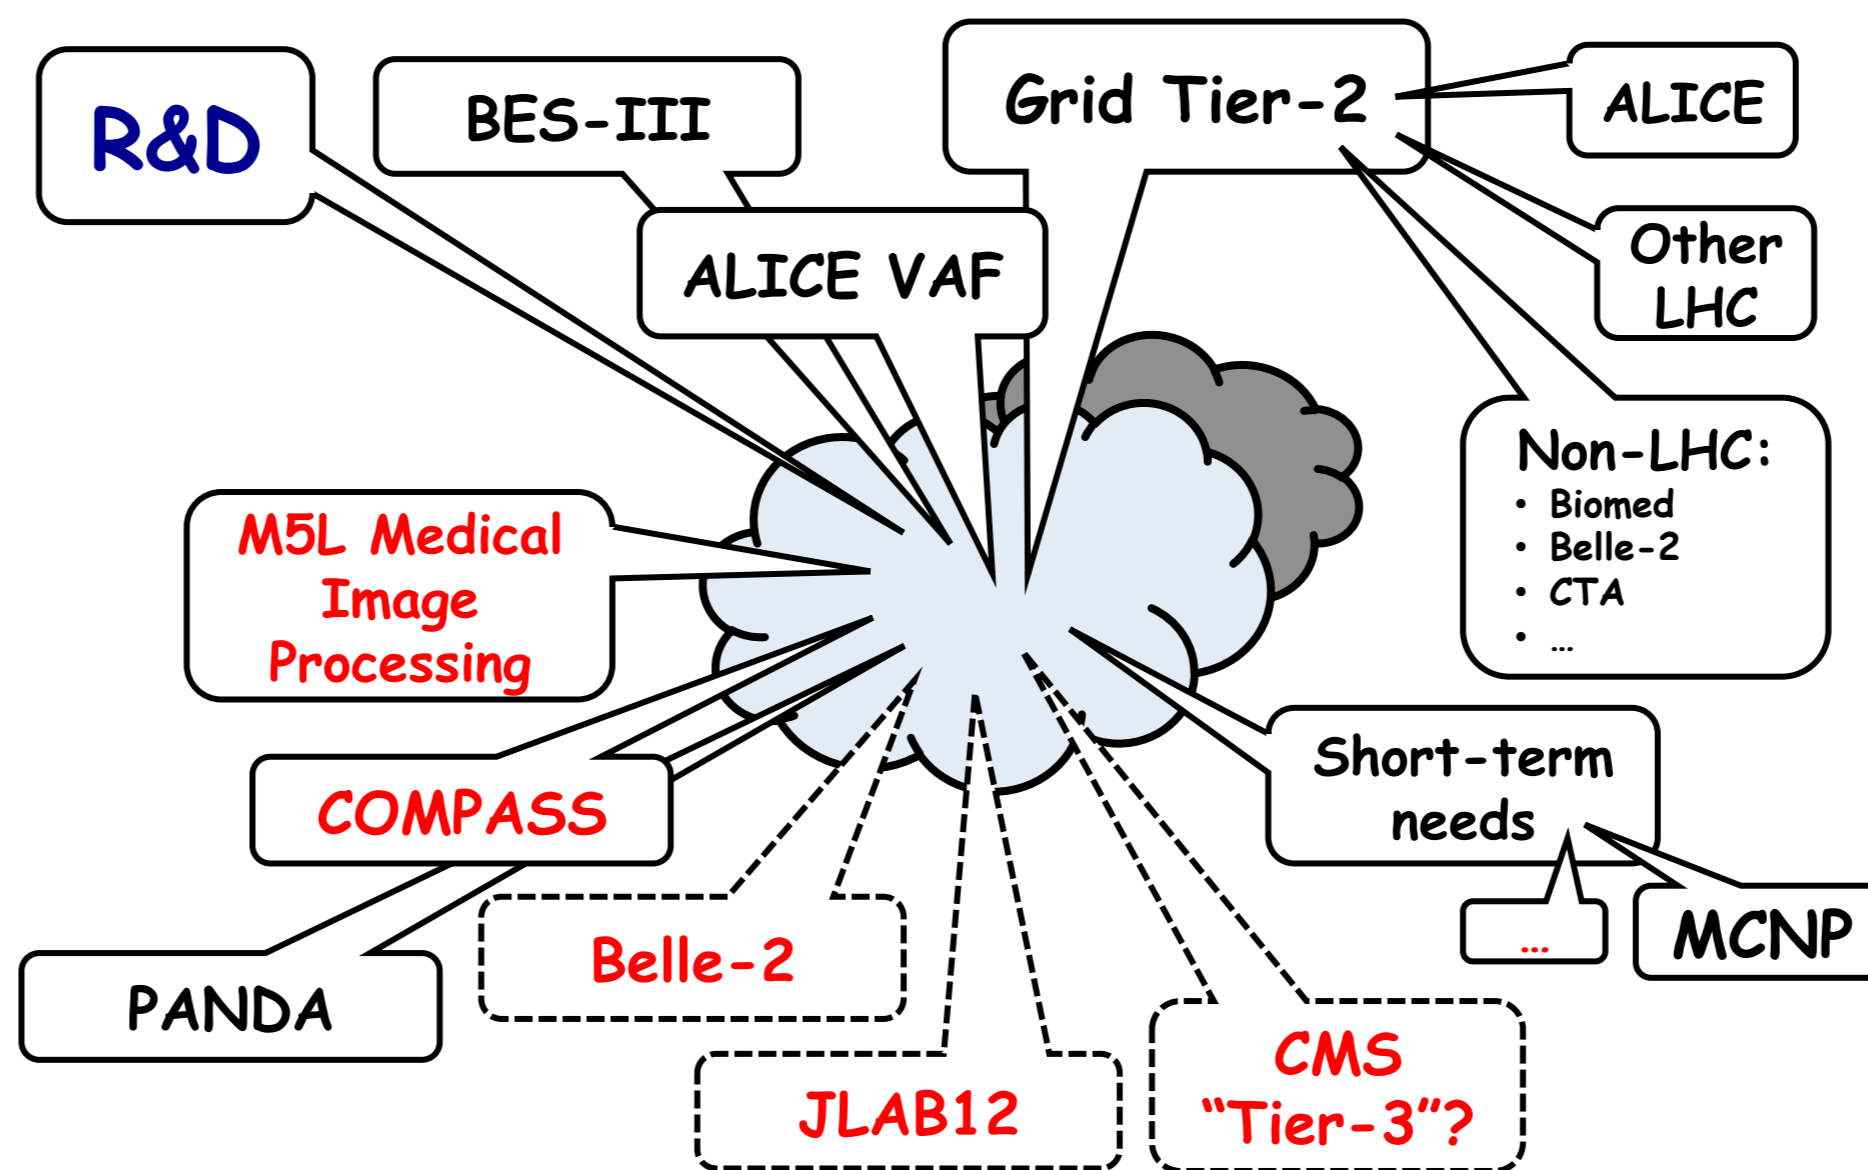 R&D
BES-III
Grid Tier-2
ALICE
ALICE VAF
Other
LHC
Non-LHC:
• Biomed
• Belle-2
• CTA
• …
M5L Medical
Image
Processing
Short-term
needs
COMPASS
…
MCNP
Belle-2
PANDA
CMS
“Tier-3”?
JLAB12